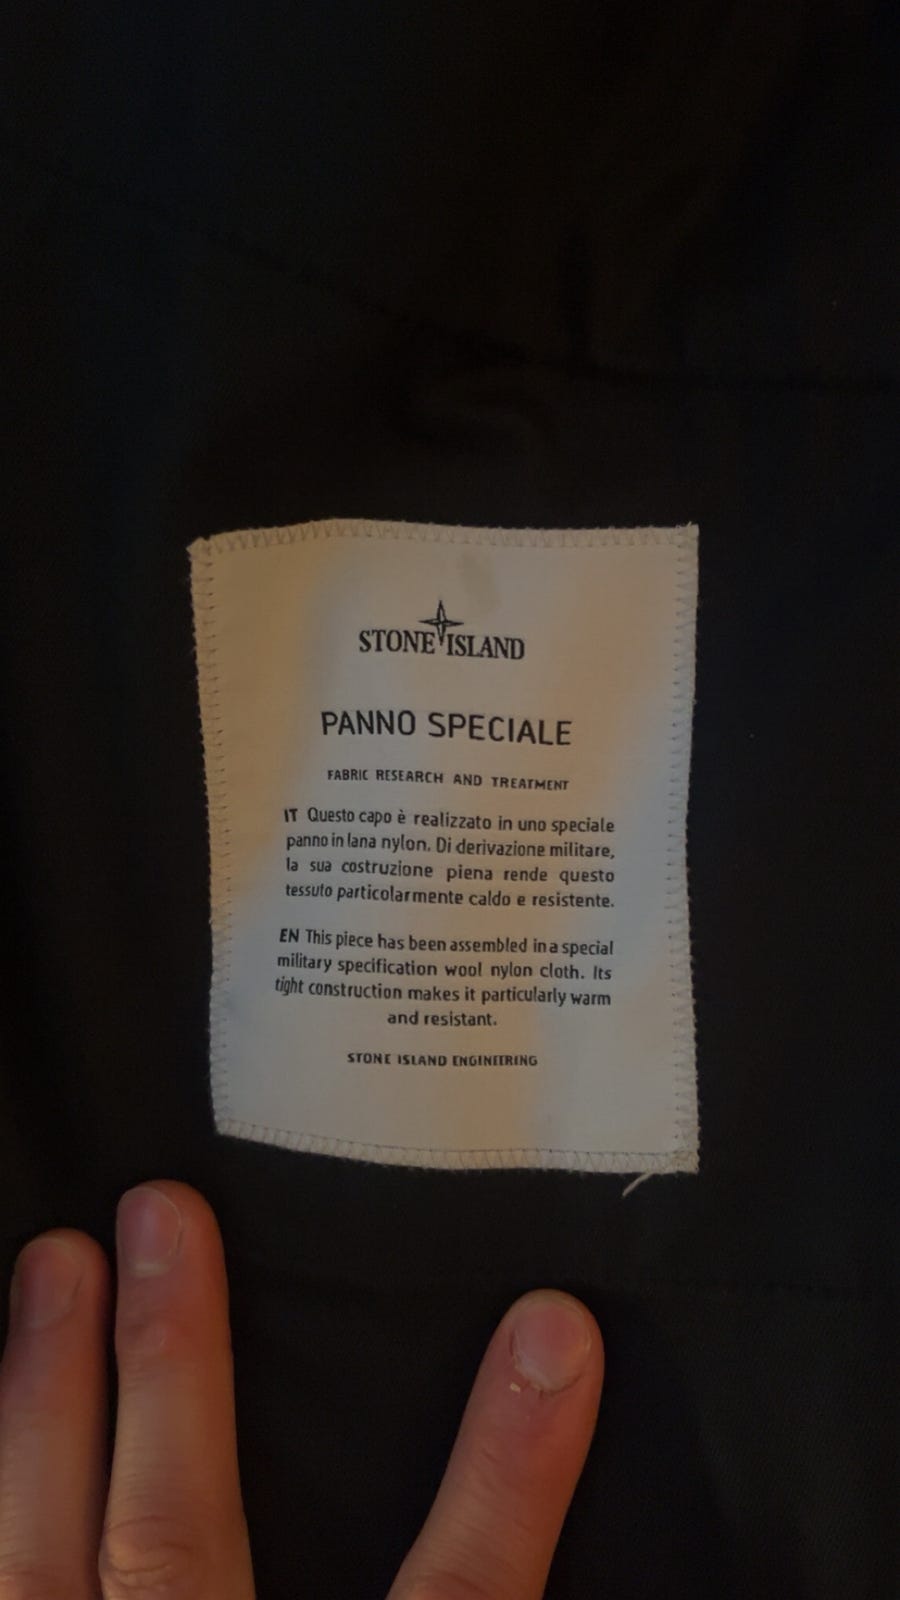 STONE ISLAND
PANNO SPECIALE
FABRIC RESEARCH AND TREATMENT
IT Questo capo è realizzato in uno speciale
panno in lana nylon. Di derivazione militare,
la sua costruzione piena rende questo
tessuto particolarmente caldo e resistente.
EN This piece has been assembled in a special
military specification wool nylon cloth. Its
tight construction makes it particularly warm
and resistant.
STONE ISLAND ENGINEERING